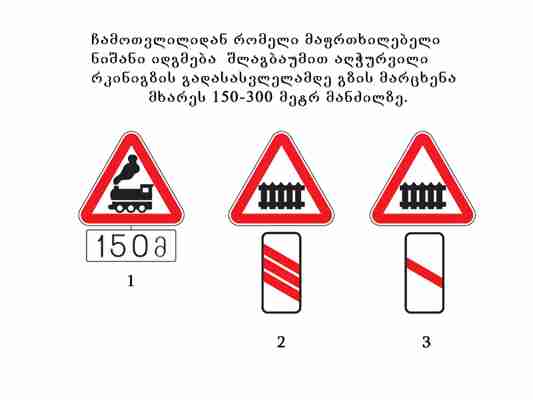 ჩამოთვლილიდან რომელი მაფრთხილებელი
ნიშანი იდგმება შლაგბაუმით აღჭურვილი
რკინიგზის გადასასვლელამდე გზის მარცხენა
მხარეს 150-300 მეტრ მანძილზე.
150მ
1
2
3